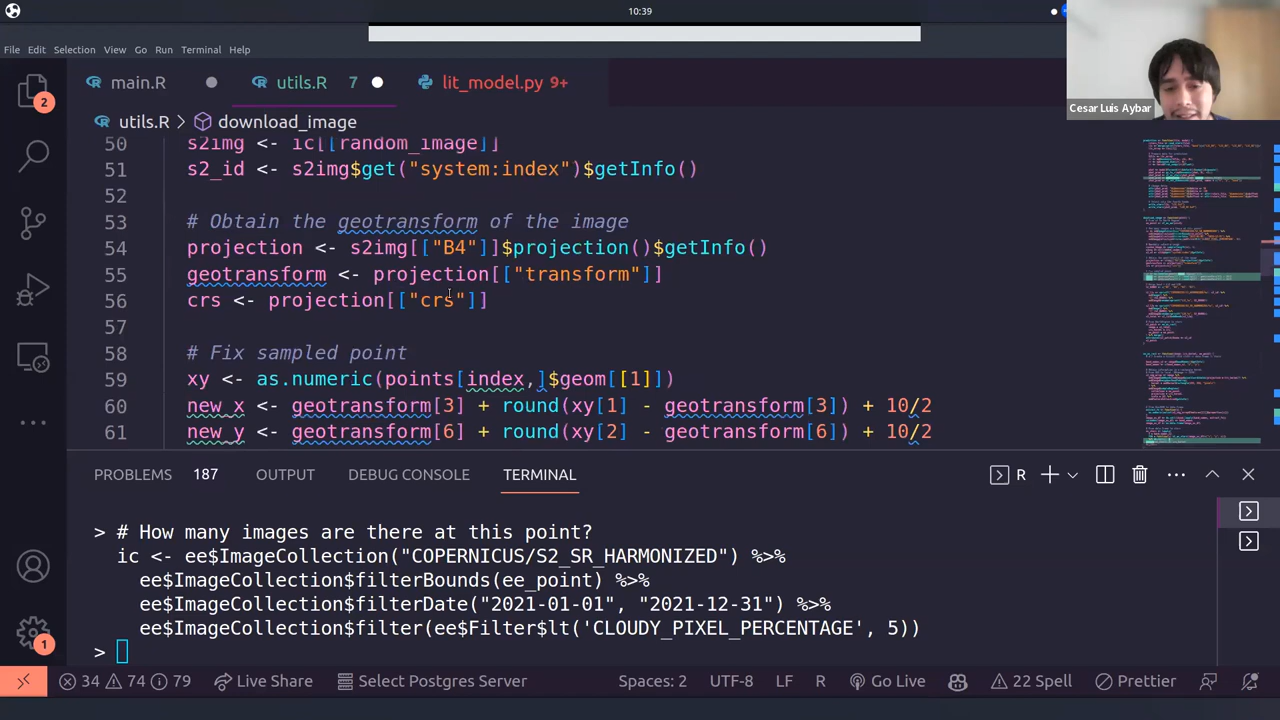 10:39
File Edit Selection View Go Run Terminal Help
main.R utils.R 7 lit_model.py 9+
Cesar Luis Aybar
2
utils.R > download_image
50 s2img <- ic[[random_image]]
51 s2_id <- s2img$get("system:index")$getInfo()
52
53 # Obtain the geotransform of the image
54 projection <- s2img[["B4"]]$projection()$getInfo()
55 geotransform <- projection[["transform"]]
56 crs <- projection[["crs"]]
57
58 # Fix sampled point
59 xy <- as.numeric(points[index,]$geom[[1]])
60 new_x <- geotransform[3] + round(xy[1] - geotransform[3]) + 10/2
61 new_y <- geotransform[6] + round(xy[2] - geotransform[6]) + 10/2
PROBLEMS 187 OUTPUT DEBUG CONSOLE TERMINAL R
> # How many images are there at this point?
ic <- ee$ImageCollection("COPERNICUS/S2_SR_HARMONIZED") %>%
ee$ImageCollection$filterBounds(ee_point) %>%
ee$ImageCollection$filterDate("2021-01-01", "2021-12-31") %>%
ee$ImageCollection$filter(ee$Filter$lt('CLOUDY_PIXEL_PERCENTAGE', 5))
>
1
34 74 79 Live Share Select Postgres Server Spaces: 2 UTF-8 LF R Go Live 22 Spell Prettier